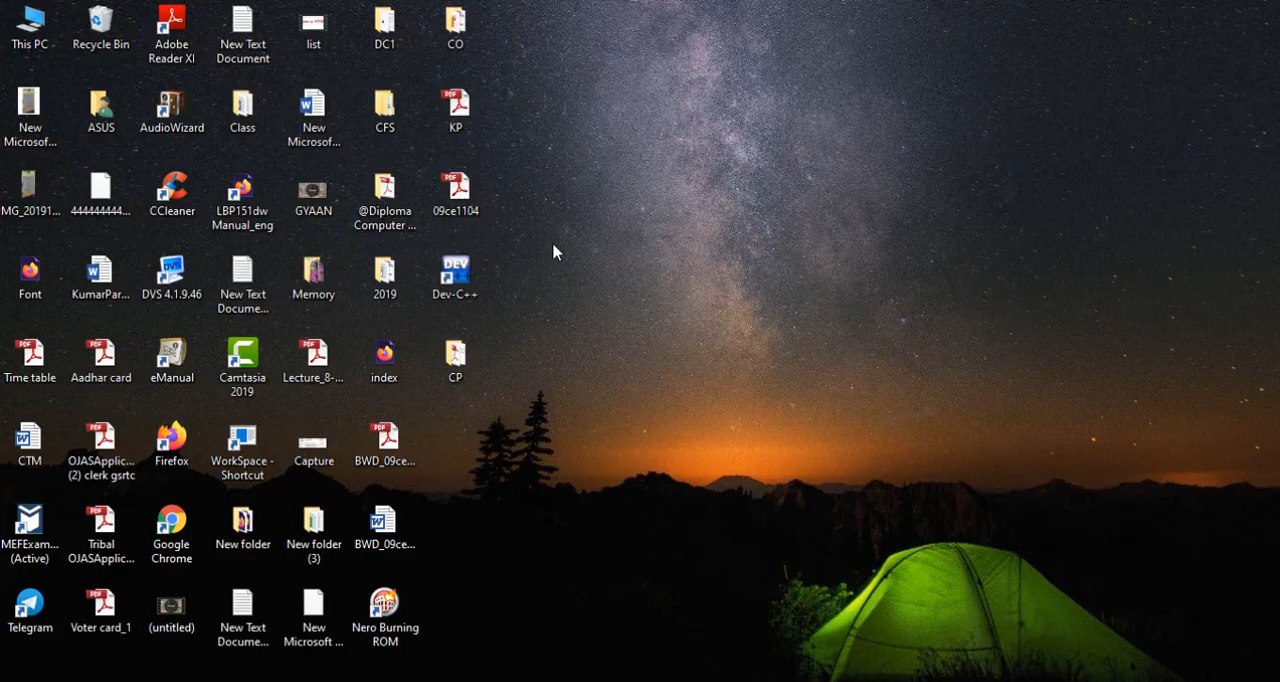 This PC
Recycle Bin
Adobe
Reader XI
New Text
Document
list
DC1
CO
New
Microsof...
ASUS
AudioWizard
Class
New
Microsof...
CFS
KP
MG_20191...
444444444...
CCleaner
LBP151dw
Manual_eng
GYAAN
@Diploma
Computer ...
09ce1104
Font
KumarPar...
DVS 4.1.9.46
New Text
Docume...
Memory
2019
Dev-C++
Time table
Aadhar card
eManual
Camtasia
2019
Lecture_8-...
index
CP
CTM
OJASApplic...
(2) clerk gsrtc
Firefox
WorkSpace -
Shortcut
Capture
BWD_09ce...
MEFExam...
(Active)
Tribal
OJASApplic...
Google
Chrome
New folder
New folder
(3)
BWD_09ce...
Telegram
Voter card_1
(untitled)
New Text
Docume...
New
Microsoft ...
Nero Burning
ROM